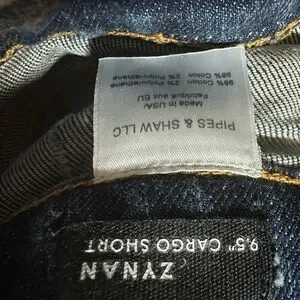 PIPES & SHAW LLC
Made in USA/
Fabriqué aux EU
98% Cotton 2% Polyurethane
98% Coton 2% Polyuréthane
ZYNAN
9.5" CARGO SHORT